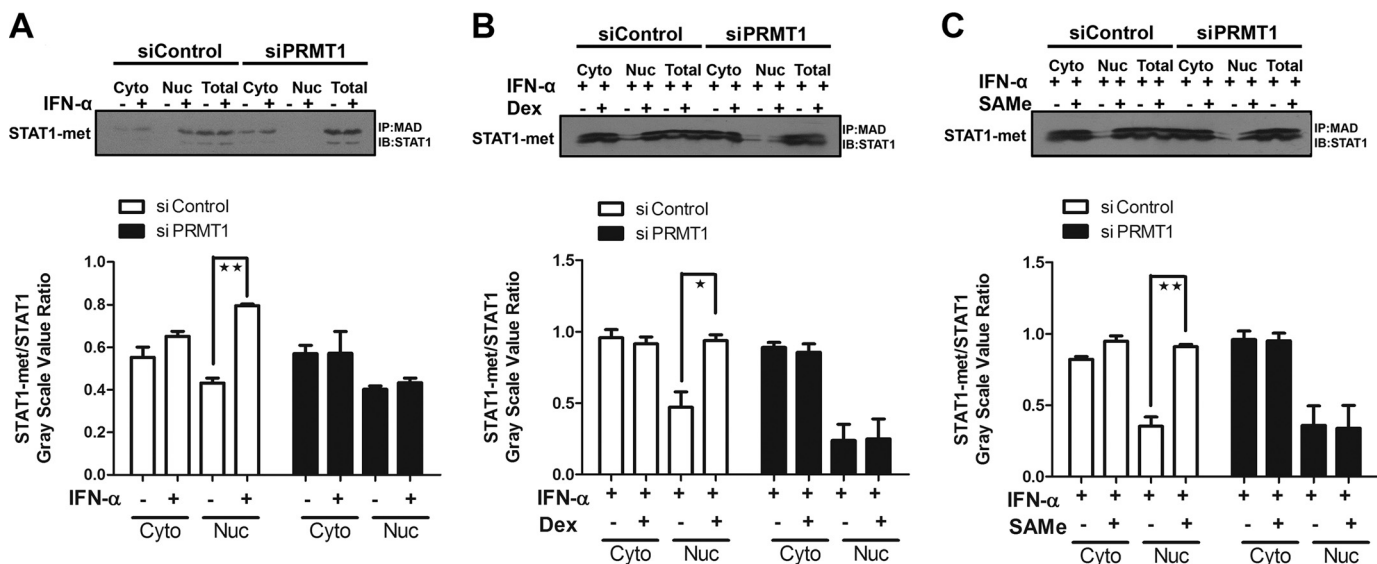 A
siControl siPRMT1
Cyto Nuc Total Cyto Nuc Total
IFN-α - + - + - + - + - + - +
STAT1-met
IP:MAD
IB:STAT1
si Control
si PRMT1
STAT1-met/STAT1
Gray Scale Value Ratio
1.0
0.8
0.6
0.4
0.2
0.0
★★
IFN-α - + - + - + - +
Cyto Nuc Cyto Nuc
B
siControl siPRMT1
Cyto Nuc Total Cyto Nuc Total
IFN-α + + + + + + + + + + + +
Dex - + - + - + - + - + - +
STAT1-met
IP:MAD
IB:STAT1
si Control
si PRMT1
STAT1-met/STAT1
Gray Scale Value Ratio
1.5
1.0
0.5
0.0
★
IFN-α + + + + + + + +
Dex - + - + - + - +
Cyto Nuc Cyto Nuc
C
siControl siPRMT1
Cyto Nuc Total Cyto Nuc Total
IFN-α + + + + + + + + + + + +
SAMe - + - + - + - + - + - +
STAT1-met
IP:MAD
IB:STAT1
si Control
si PRMT1
STAT1-met/STAT1
Gray Scale Value Ratio
1.5
1.0
0.5
0.0
★★
IFN-α + + + + + + + +
SAMe - + - + - + - +
Cyto Nuc Cyto Nuc